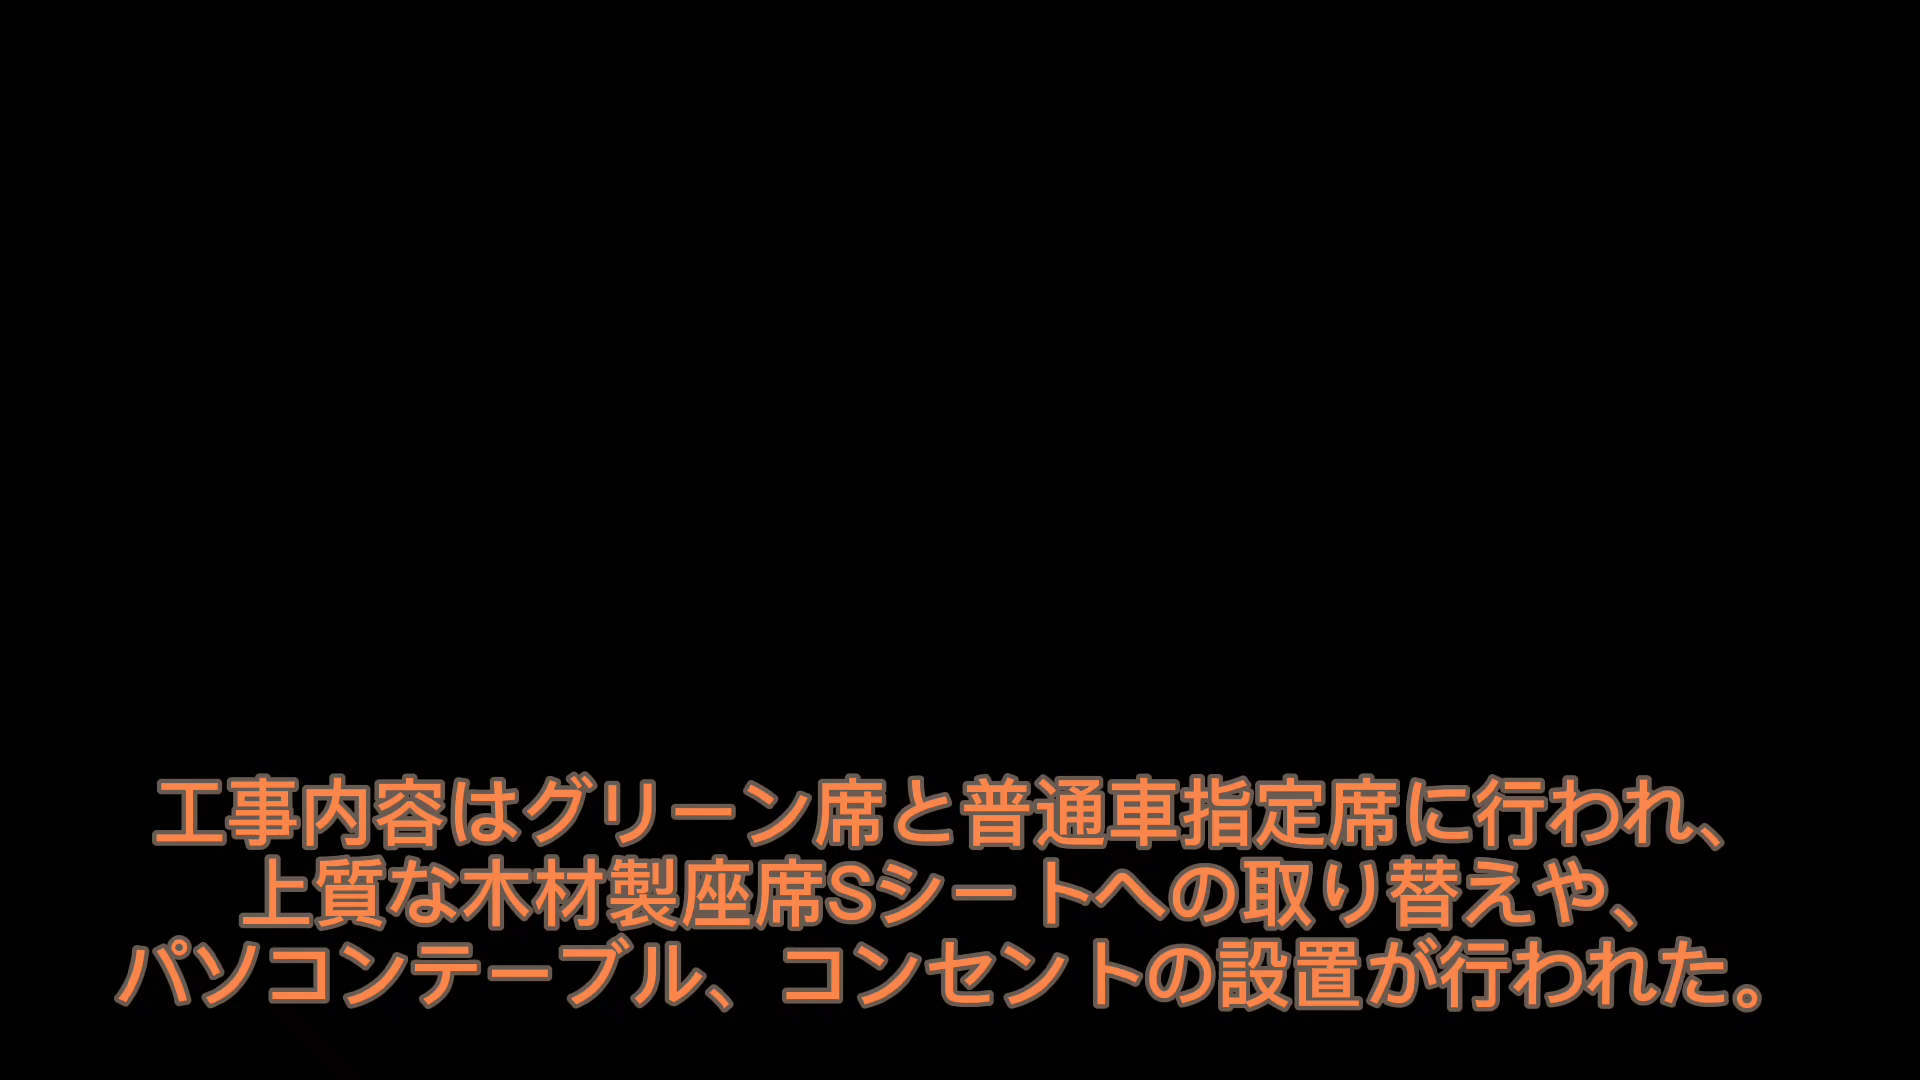 工事内容はグリーン席と普通車指定席に行われ、
上質な木材製座席Sシートへの取り替えや、
パソコンテーブル、コンセントの設置が行われた。